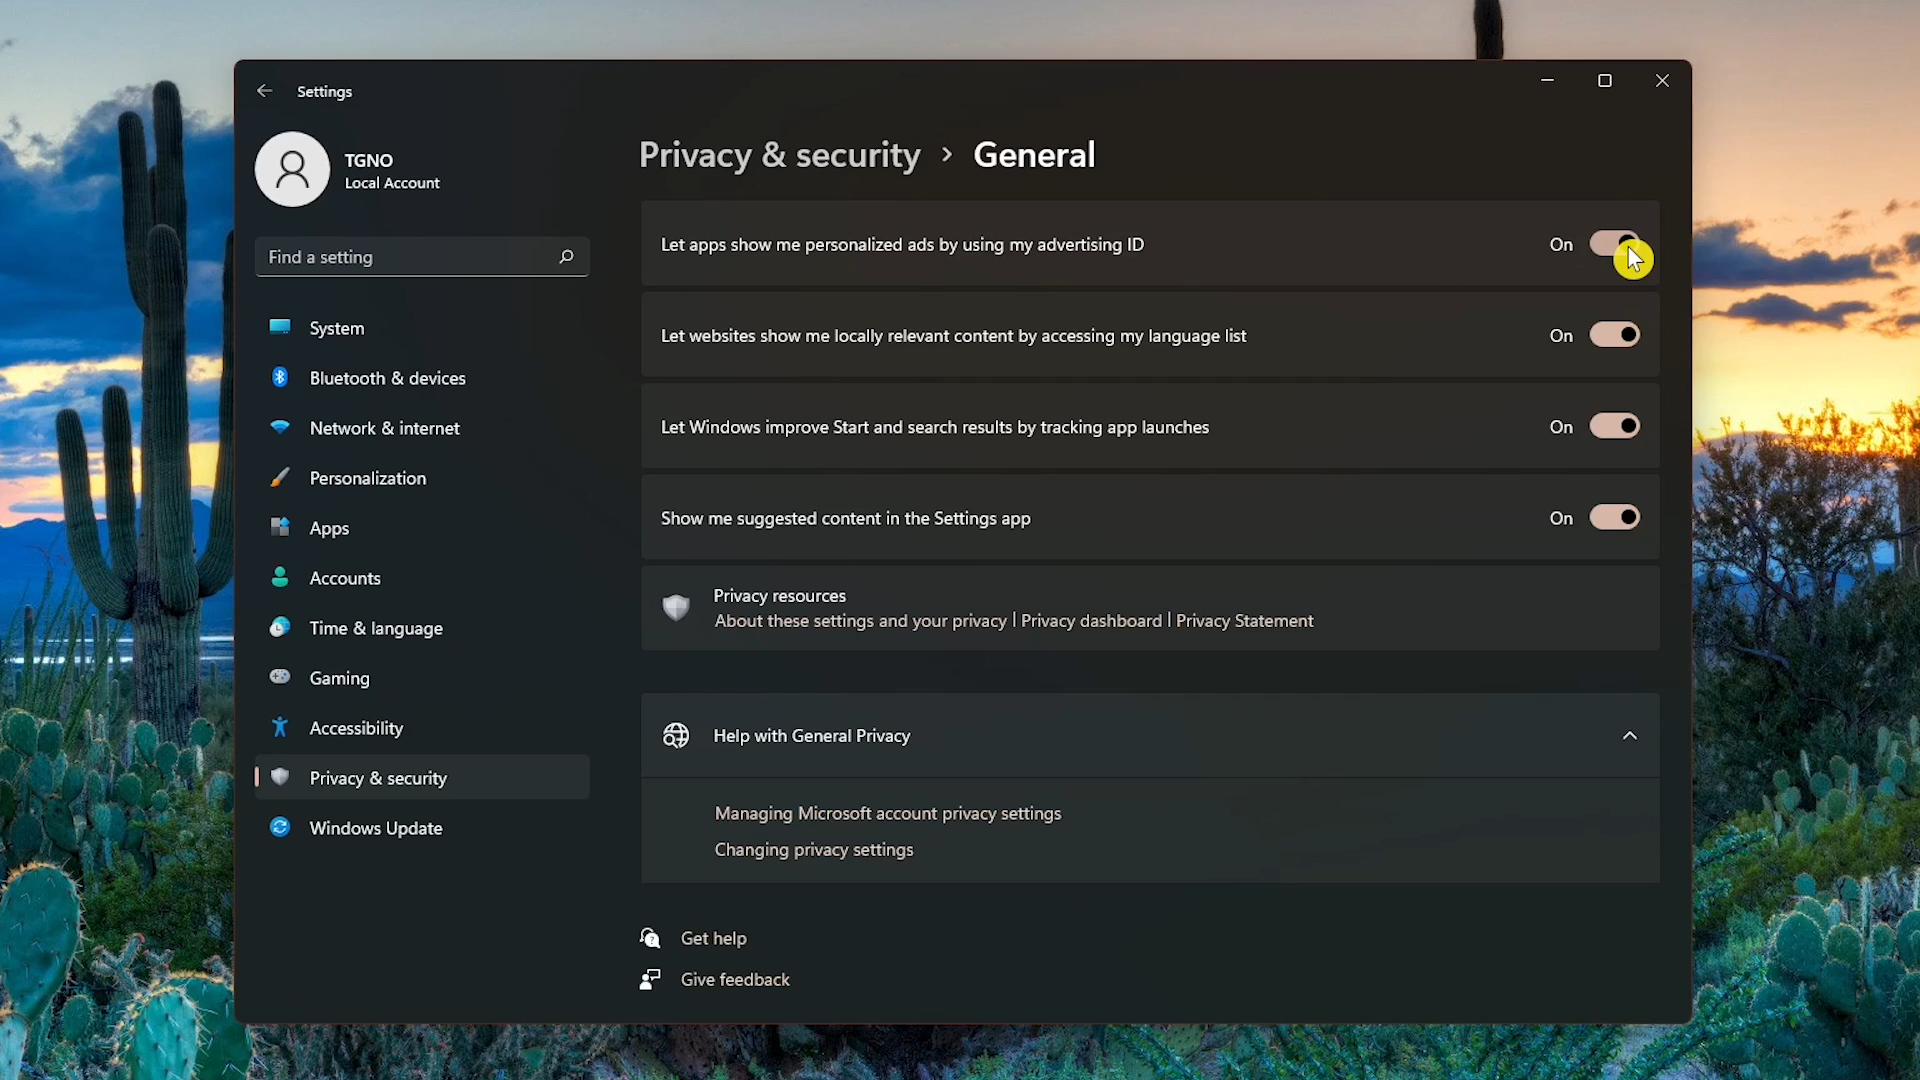 Settings
TGNO
Local Account
Find a setting
System
Bluetooth & devices
Network & internet
Personalization
Apps
Accounts
Time & language
Gaming
Accessibility
Privacy & security
Windows Update
Privacy & security > General
Let apps show me personalized ads by using my advertising ID On
Let websites show me locally relevant content by accessing my language list On
Let Windows improve Start and search results by tracking app launches On
Show me suggested content in the Settings app On
Privacy resources
About these settings and your privacy | Privacy dashboard | Privacy Statement
Help with General Privacy
Managing Microsoft account privacy settings
Changing privacy settings
Get help
Give feedback